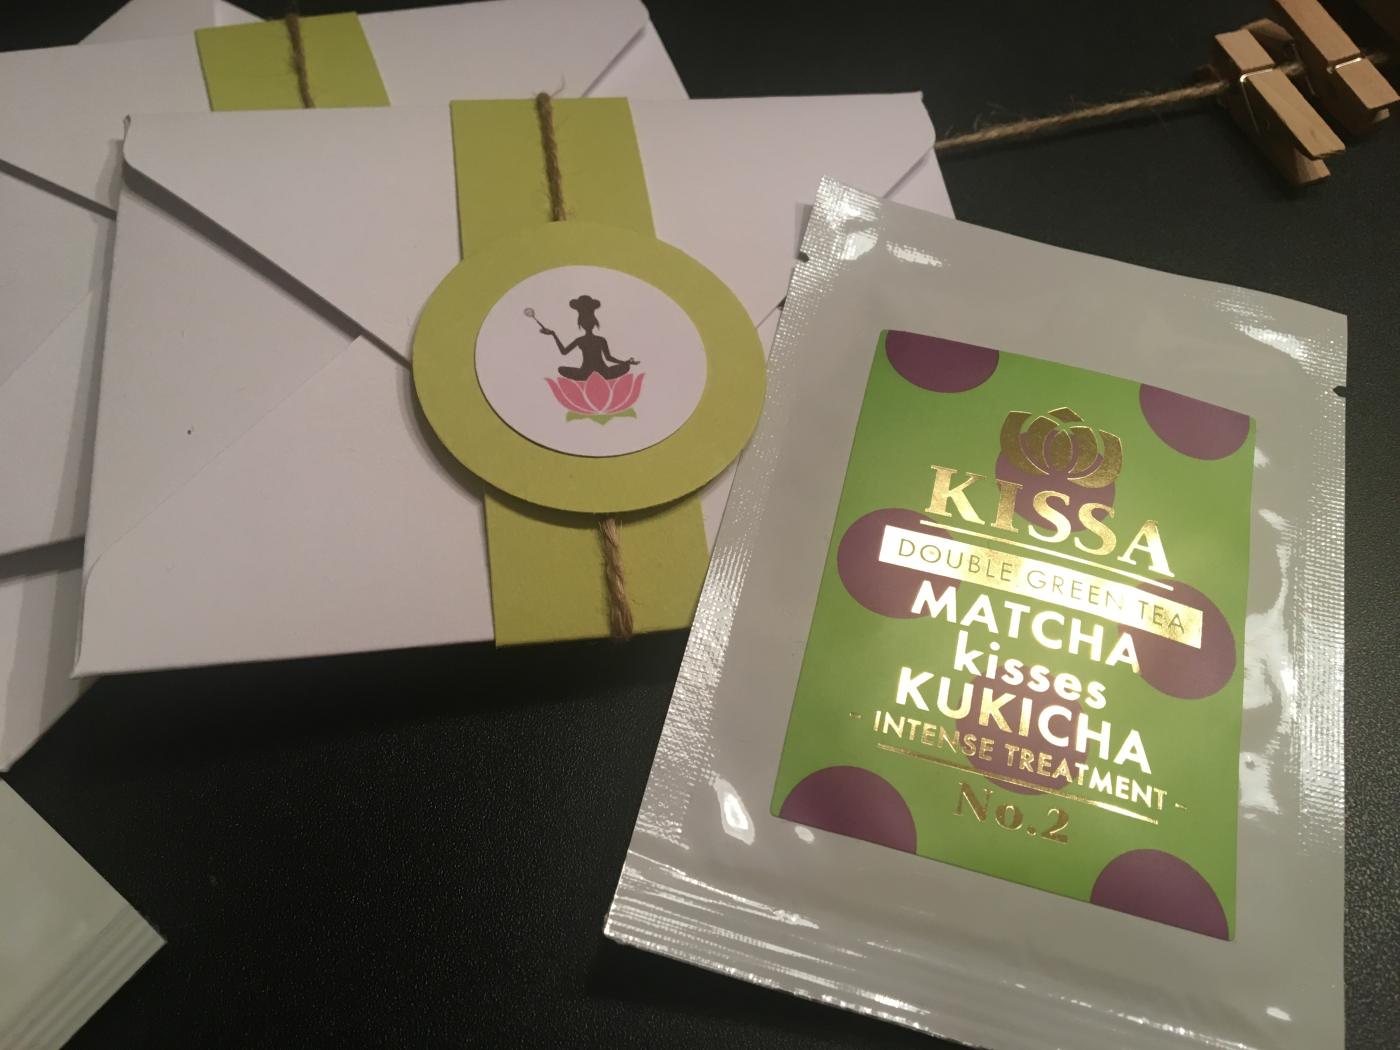 KISSA
DOUBLE GREEN TEA
MATCHA
kisses
KUKICHA
- INTENSE TREATMENT -
No.2